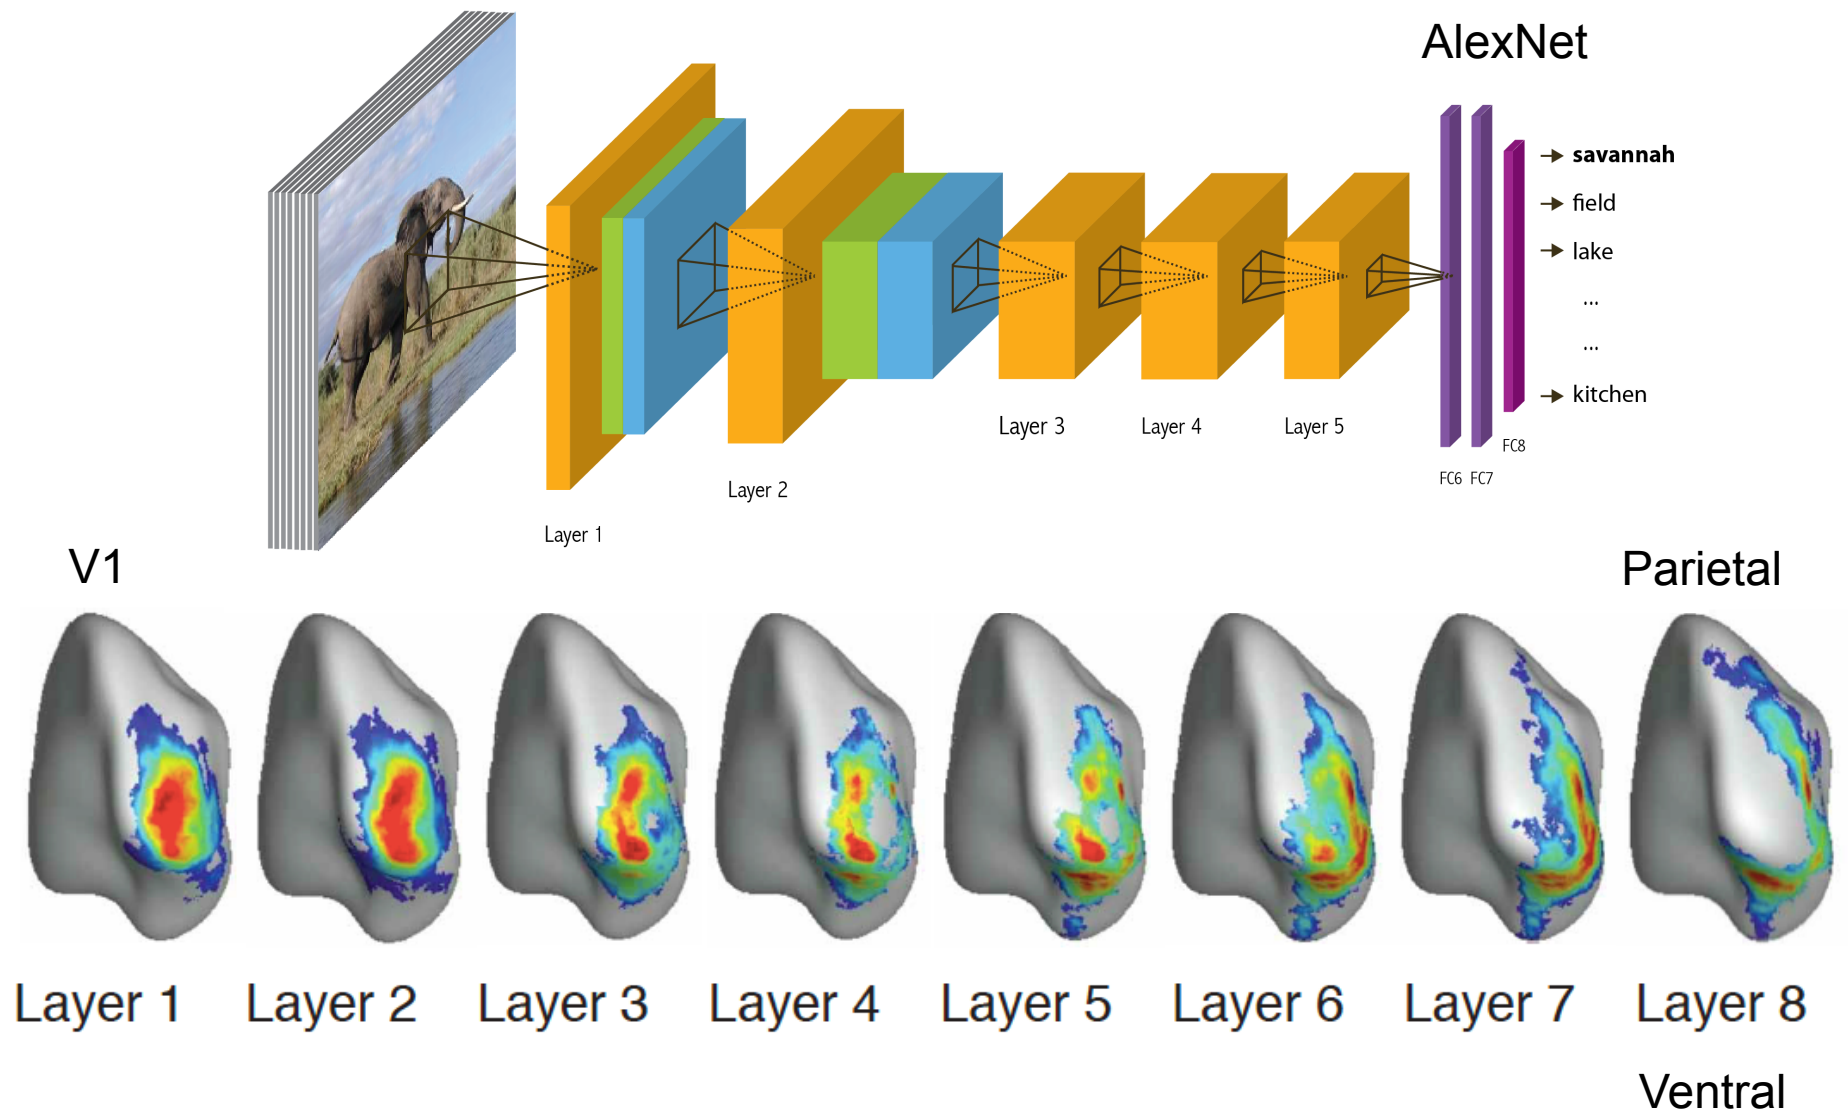 AlexNet
savannah
field
lake
...
...
kitchen
Layer 1
Layer 2
Layer 3
Layer 4
Layer 5
FC6
FC7
FC8
V1
Parietal
Layer 1
Layer 2
Layer 3
Layer 4
Layer 5
Layer 6
Layer 7
Layer 8
Ventral